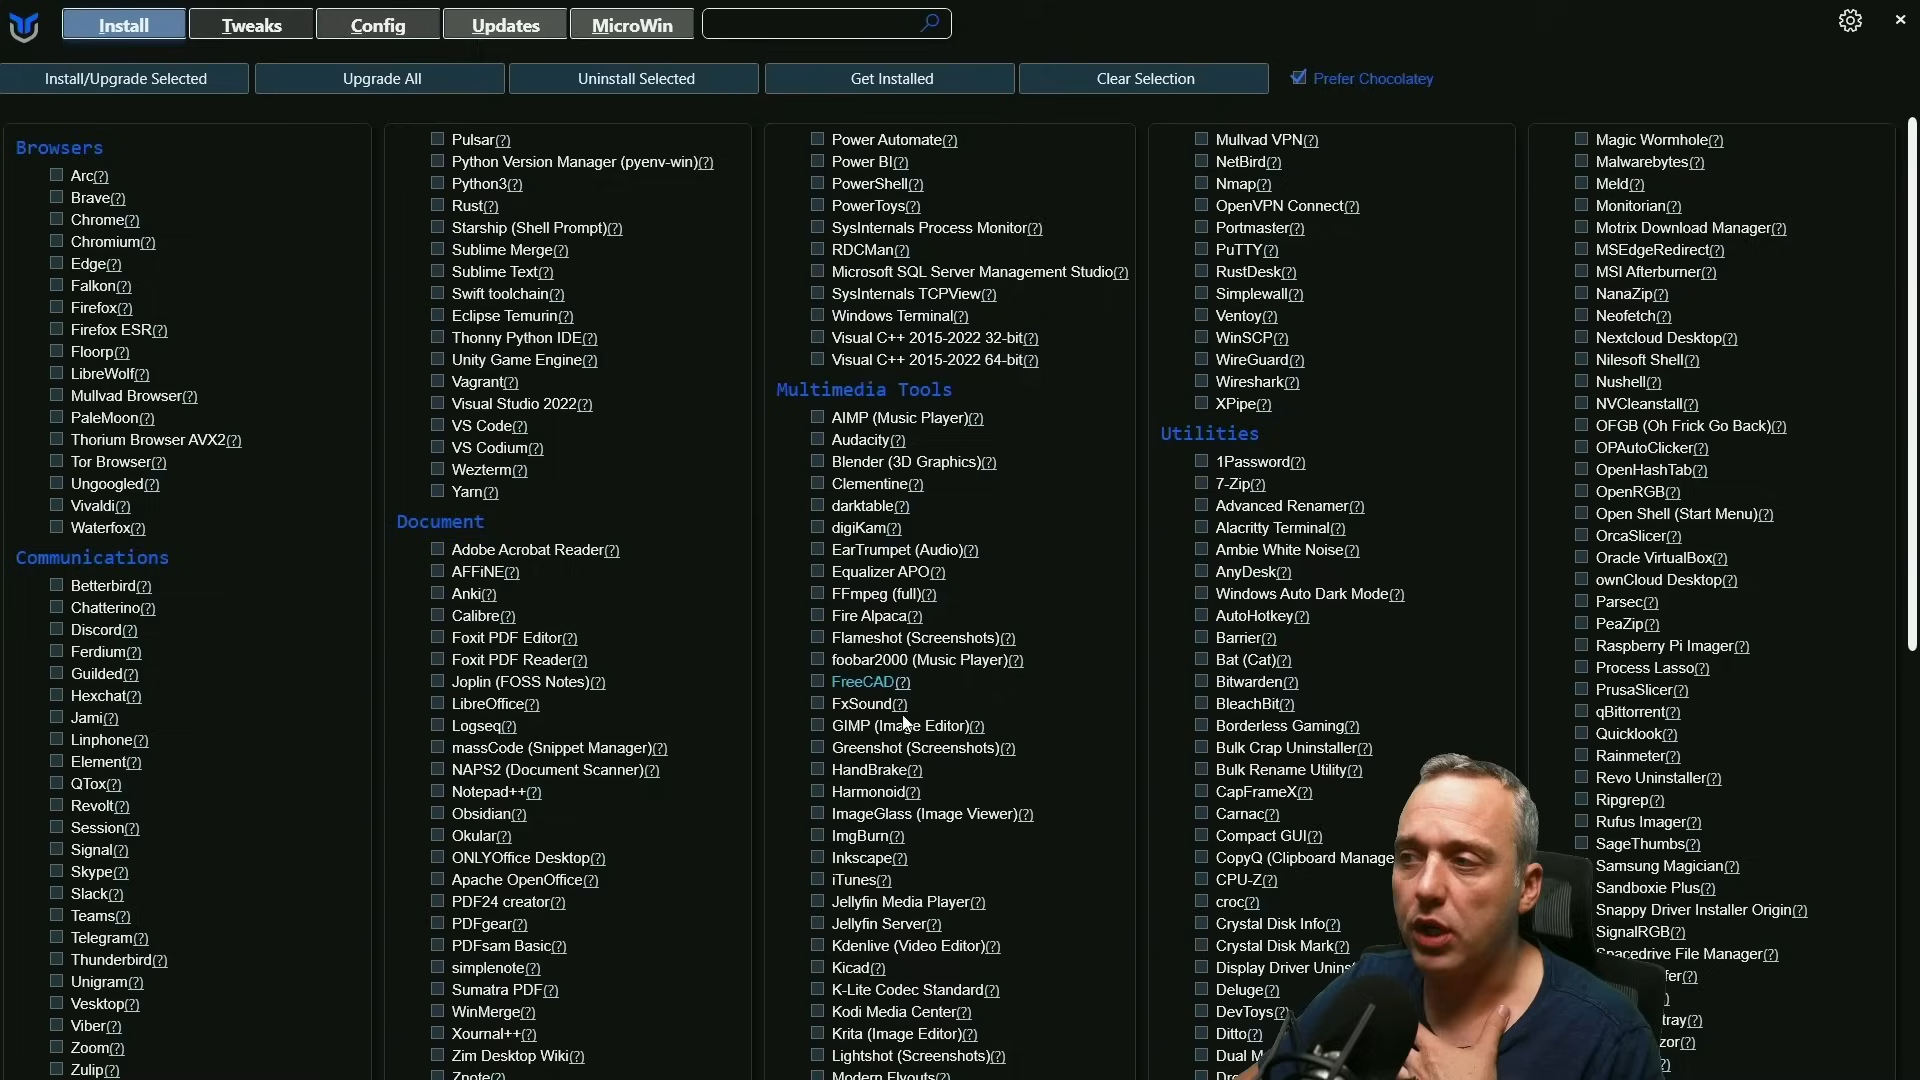 Install
Tweaks
Config
Updates
MicroWin
Install/Upgrade Selected
Upgrade All
Uninstall Selected
Get Installed
Clear Selection
Prefer Chocolatey
Browsers
Arc(?)
Brave(?)
Chrome(?)
Chromium(?)
Edge(?)
Falkon(?)
Firefox(?)
Firefox ESR(?)
Floorp(?)
LibreWolf(?)
Mullvad Browser(?)
PaleMoon(?)
Thorium Browser AVX2(?)
Tor Browser(?)
Ungoogled(?)
Vivaldi(?)
Waterfox(?)
Communications
Betterbird(?)
Chatterino(?)
Discord(?)
Ferdium(?)
Guilded(?)
Hexchat(?)
Jami(?)
Linphone(?)
Element(?)
QTox(?)
Revolt(?)
Session(?)
Signal(?)
Skype(?)
Slack(?)
Teams(?)
Telegram(?)
Thunderbird(?)
Unigram(?)
Vesktop(?)
Viber(?)
Zoom(?)
Zulip(?)
Pulsar(?)
Python Version Manager (pyenv-win)(?)
Python3(?)
Rust(?)
Starship (Shell Prompt)(?)
Sublime Merge(?)
Sublime Text(?)
Swift toolchain(?)
Eclipse Temurin(?)
Thonny Python IDE(?)
Unity Game Engine(?)
Vagrant(?)
Visual Studio 2022(?)
VS Code(?)
VS Codium(?)
Wezterm(?)
Yarn(?)
Document
Adobe Acrobat Reader(?)
AFFiNE(?)
Anki(?)
Calibre(?)
Foxit PDF Editor(?)
Foxit PDF Reader(?)
Joplin (FOSS Notes)(?)
LibreOffice(?)
Logseq(?)
massCode (Snippet Manager)(?)
NAPS2 (Document Scanner)(?)
Notepad++(?)
Obsidian(?)
Okular(?)
ONLYOffice Desktop(?)
Apache OpenOffice(?)
PDF24 creator(?)
PDFgear(?)
PDFsam Basic(?)
simplenote(?)
Sumatra PDF(?)
WinMerge(?)
Xournal++(?)
Zim Desktop Wiki(?)
Znote(?)
Power Automate(?)
Power BI(?)
PowerShell(?)
PowerToys(?)
SysInternals Process Monitor(?)
RDCMan(?)
Microsoft SQL Server Management Studio(?)
SysInternals TCPView(?)
Windows Terminal(?)
Visual C++ 2015-2022 32-bit(?)
Visual C++ 2015-2022 64-bit(?)
Multimedia Tools
AIMP (Music Player)(?)
Audacity(?)
Blender (3D Graphics)(?)
Clementine(?)
darktable(?)
digiKam(?)
EarTrumpet (Audio)(?)
Equalizer APO(?)
FFmpeg (full)(?)
Fire Alpaca(?)
Flameshot (Screenshots)(?)
foobar2000 (Music Player)(?)
FreeCAD(?)
FxSound(?)
GIMP (Image Editor)(?)
Greenshot (Screenshots)(?)
HandBrake(?)
Harmonoid(?)
ImageGlass (Image Viewer)(?)
ImgBurn(?)
Inkscape(?)
iTunes(?)
Jellyfin Media Player(?)
Jellyfin Server(?)
Kdenlive (Video Editor)(?)
Kicad(?)
K-Lite Codec Standard(?)
Kodi Media Center(?)
Krita (Image Editor)(?)
Lightshot (Screenshots)(?)
Modern Flyouts(?)
Mullvad VPN(?)
NetBird(?)
Nmap(?)
OpenVPN Connect(?)
Portmaster(?)
PuTTY(?)
RustDesk(?)
Simplewall(?)
Ventoy(?)
WinSCP(?)
WireGuard(?)
Wireshark(?)
XPipe(?)
Utilities
1Password(?)
7-Zip(?)
Advanced Renamer(?)
Alacritty Terminal(?)
Ambie White Noise(?)
AnyDesk(?)
Windows Auto Dark Mode(?)
AutoHotkey(?)
Barrier(?)
Bat (Cat)(?)
Bitwarden(?)
BleachBit(?)
Borderless Gaming(?)
Bulk Crap Uninstaller(?)
Bulk Rename Utility(?)
CapFrameX(?)
Carnac(?)
Compact GUI(?)
CopyQ (Clipboard Manage
CPU-Z(?)
croc(?)
Crystal Disk Info(?)
Crystal Disk Mark(?)
Display Driver Unins
Deluge(?)
DevToys(?)
Ditto(?)
Dual M
Magic Wormhole(?)
Malwarebytes(?)
Meld(?)
Monitorian(?)
Motrix Download Manager(?)
MSEdgeRedirect(?)
MSI Afterburner(?)
NanaZip(?)
Neofetch(?)
Nextcloud Desktop(?)
Nilesoft Shell(?)
Nushell(?)
NVCleanstall(?)
OFGB (Oh Frick Go Back)(?)
OPAutoClicker(?)
OpenHashTab(?)
OpenRGB(?)
Open Shell (Start Menu)(?)
OrcaSlicer(?)
Oracle VirtualBox(?)
ownCloud Desktop(?)
Parsec(?)
PeaZip(?)
Raspberry Pi Imager(?)
Process Lasso(?)
PrusaSlicer(?)
qBittorrent(?)
Quicklook(?)
Rainmeter(?)
Revo Uninstaller(?)
Ripgrep(?)
Rufus Imager(?)
SageThumbs(?)
Samsung Magician(?)
Sandboxie Plus(?)
Snappy Driver Installer Origin(?)
SignalRGB(?)
Spacedrive File Manager(?)
fer(?)
tray(?)
zor(?)